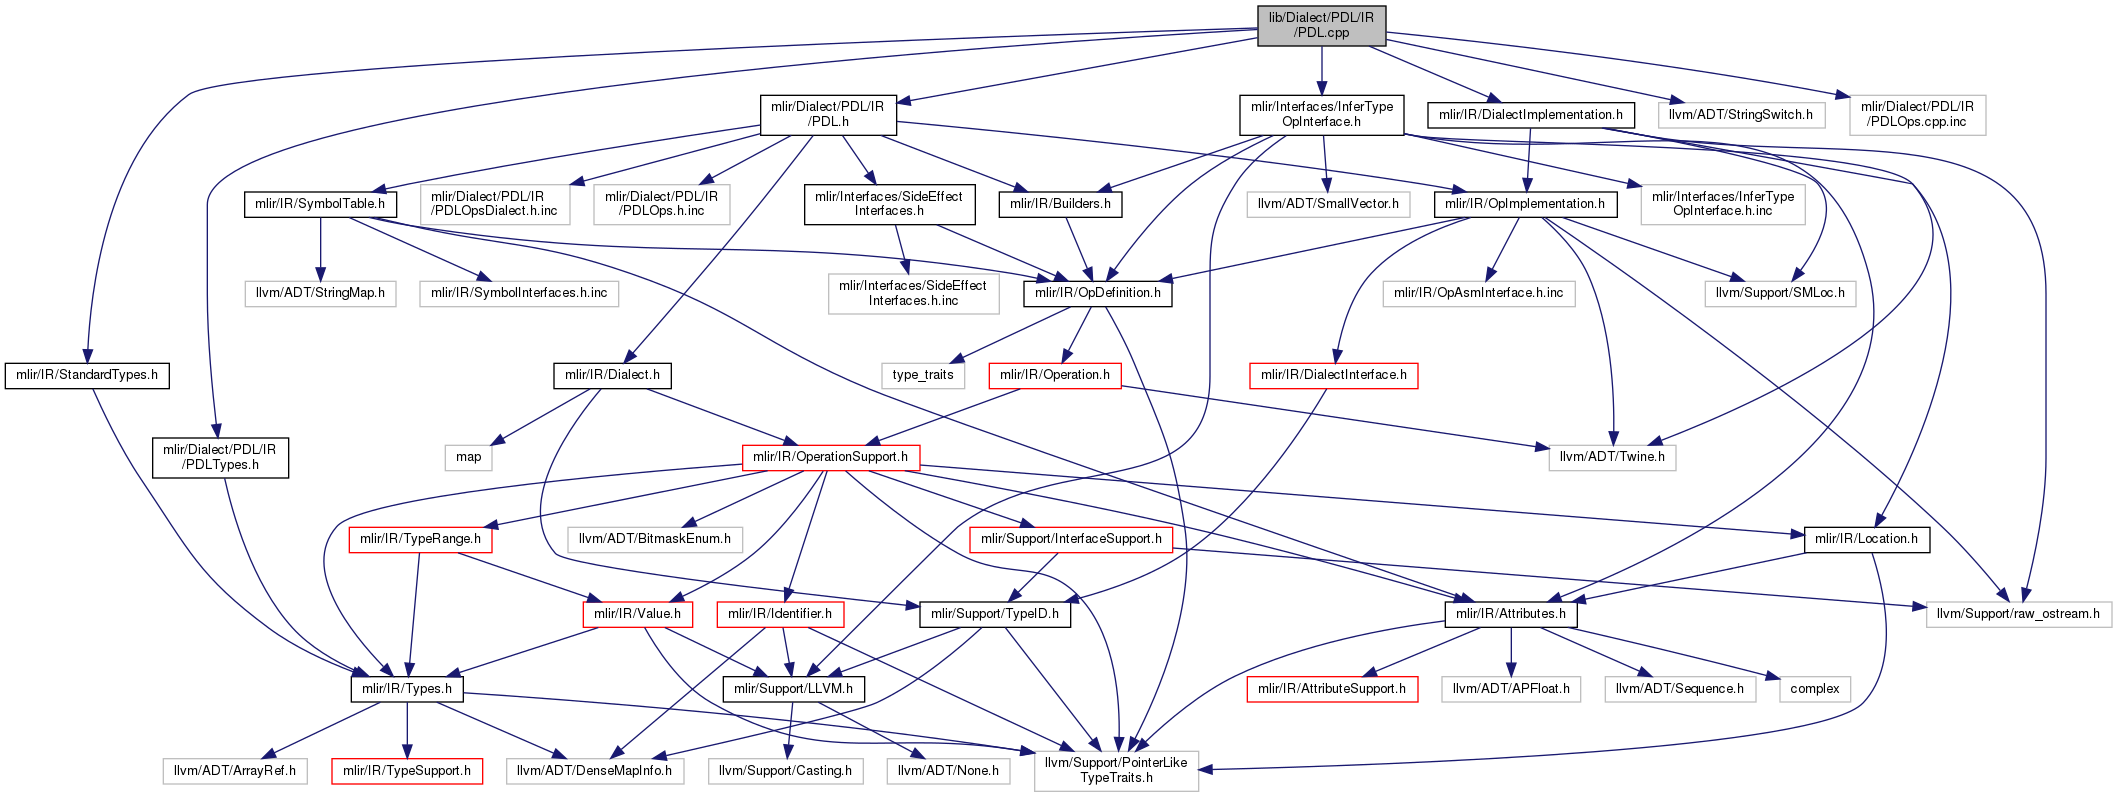 lib/Dialect/PDL/IR
/PDL.cpp
mlir/Dialect/PDL/IR
/PDL.h
mlir/Interfaces/InferType
OpInterface.h
mlir/IR/DialectImplementation.h
llvm/ADT/StringSwitch.h
mlir/Dialect/PDL/IR
/PDLOps.cpp.inc
mlir/IR/SymbolTable.h
mlir/Dialect/PDL/IR
/PDLOpsDialect.h.inc
mlir/Dialect/PDL/IR
/PDLOps.h.inc
mlir/Interfaces/SideEffect
Interfaces.h
mlir/IR/Builders.h
llvm/ADT/SmallVector.h
mlir/IR/OpImplementation.h
mlir/Interfaces/InferType
OpInterface.h.inc
llvm/ADT/StringMap.h
mlir/IR/SymbolInterfaces.h.inc
mlir/Interfaces/SideEffect
Interfaces.h.inc
mlir/IR/OpDefinition.h
mlir/IR/OpAsmInterface.h.inc
llvm/Support/SMLoc.h
mlir/IR/StandardTypes.h
mlir/IR/Dialect.h
type_traits
mlir/IR/Operation.h
mlir/IR/DialectInterface.h
mlir/Dialect/PDL/IR
/PDLTypes.h
map
mlir/IR/OperationSupport.h
llvm/ADT/Twine.h
mlir/IR/TypeRange.h
llvm/ADT/BitmaskEnum.h
mlir/Support/InterfaceSupport.h
mlir/IR/Location.h
mlir/IR/Value.h
mlir/IR/Identifier.h
mlir/Support/TypeID.h
mlir/IR/Attributes.h
llvm/Support/raw_ostream.h
mlir/IR/Types.h
mlir/Support/LLVM.h
mlir/IR/AttributeSupport.h
llvm/ADT/APFloat.h
llvm/ADT/Sequence.h
complex
llvm/ADT/ArrayRef.h
mlir/IR/TypeSupport.h
llvm/ADT/DenseMapInfo.h
llvm/Support/Casting.h
llvm/ADT/None.h
llvm/Support/PointerLike
TypeTraits.h